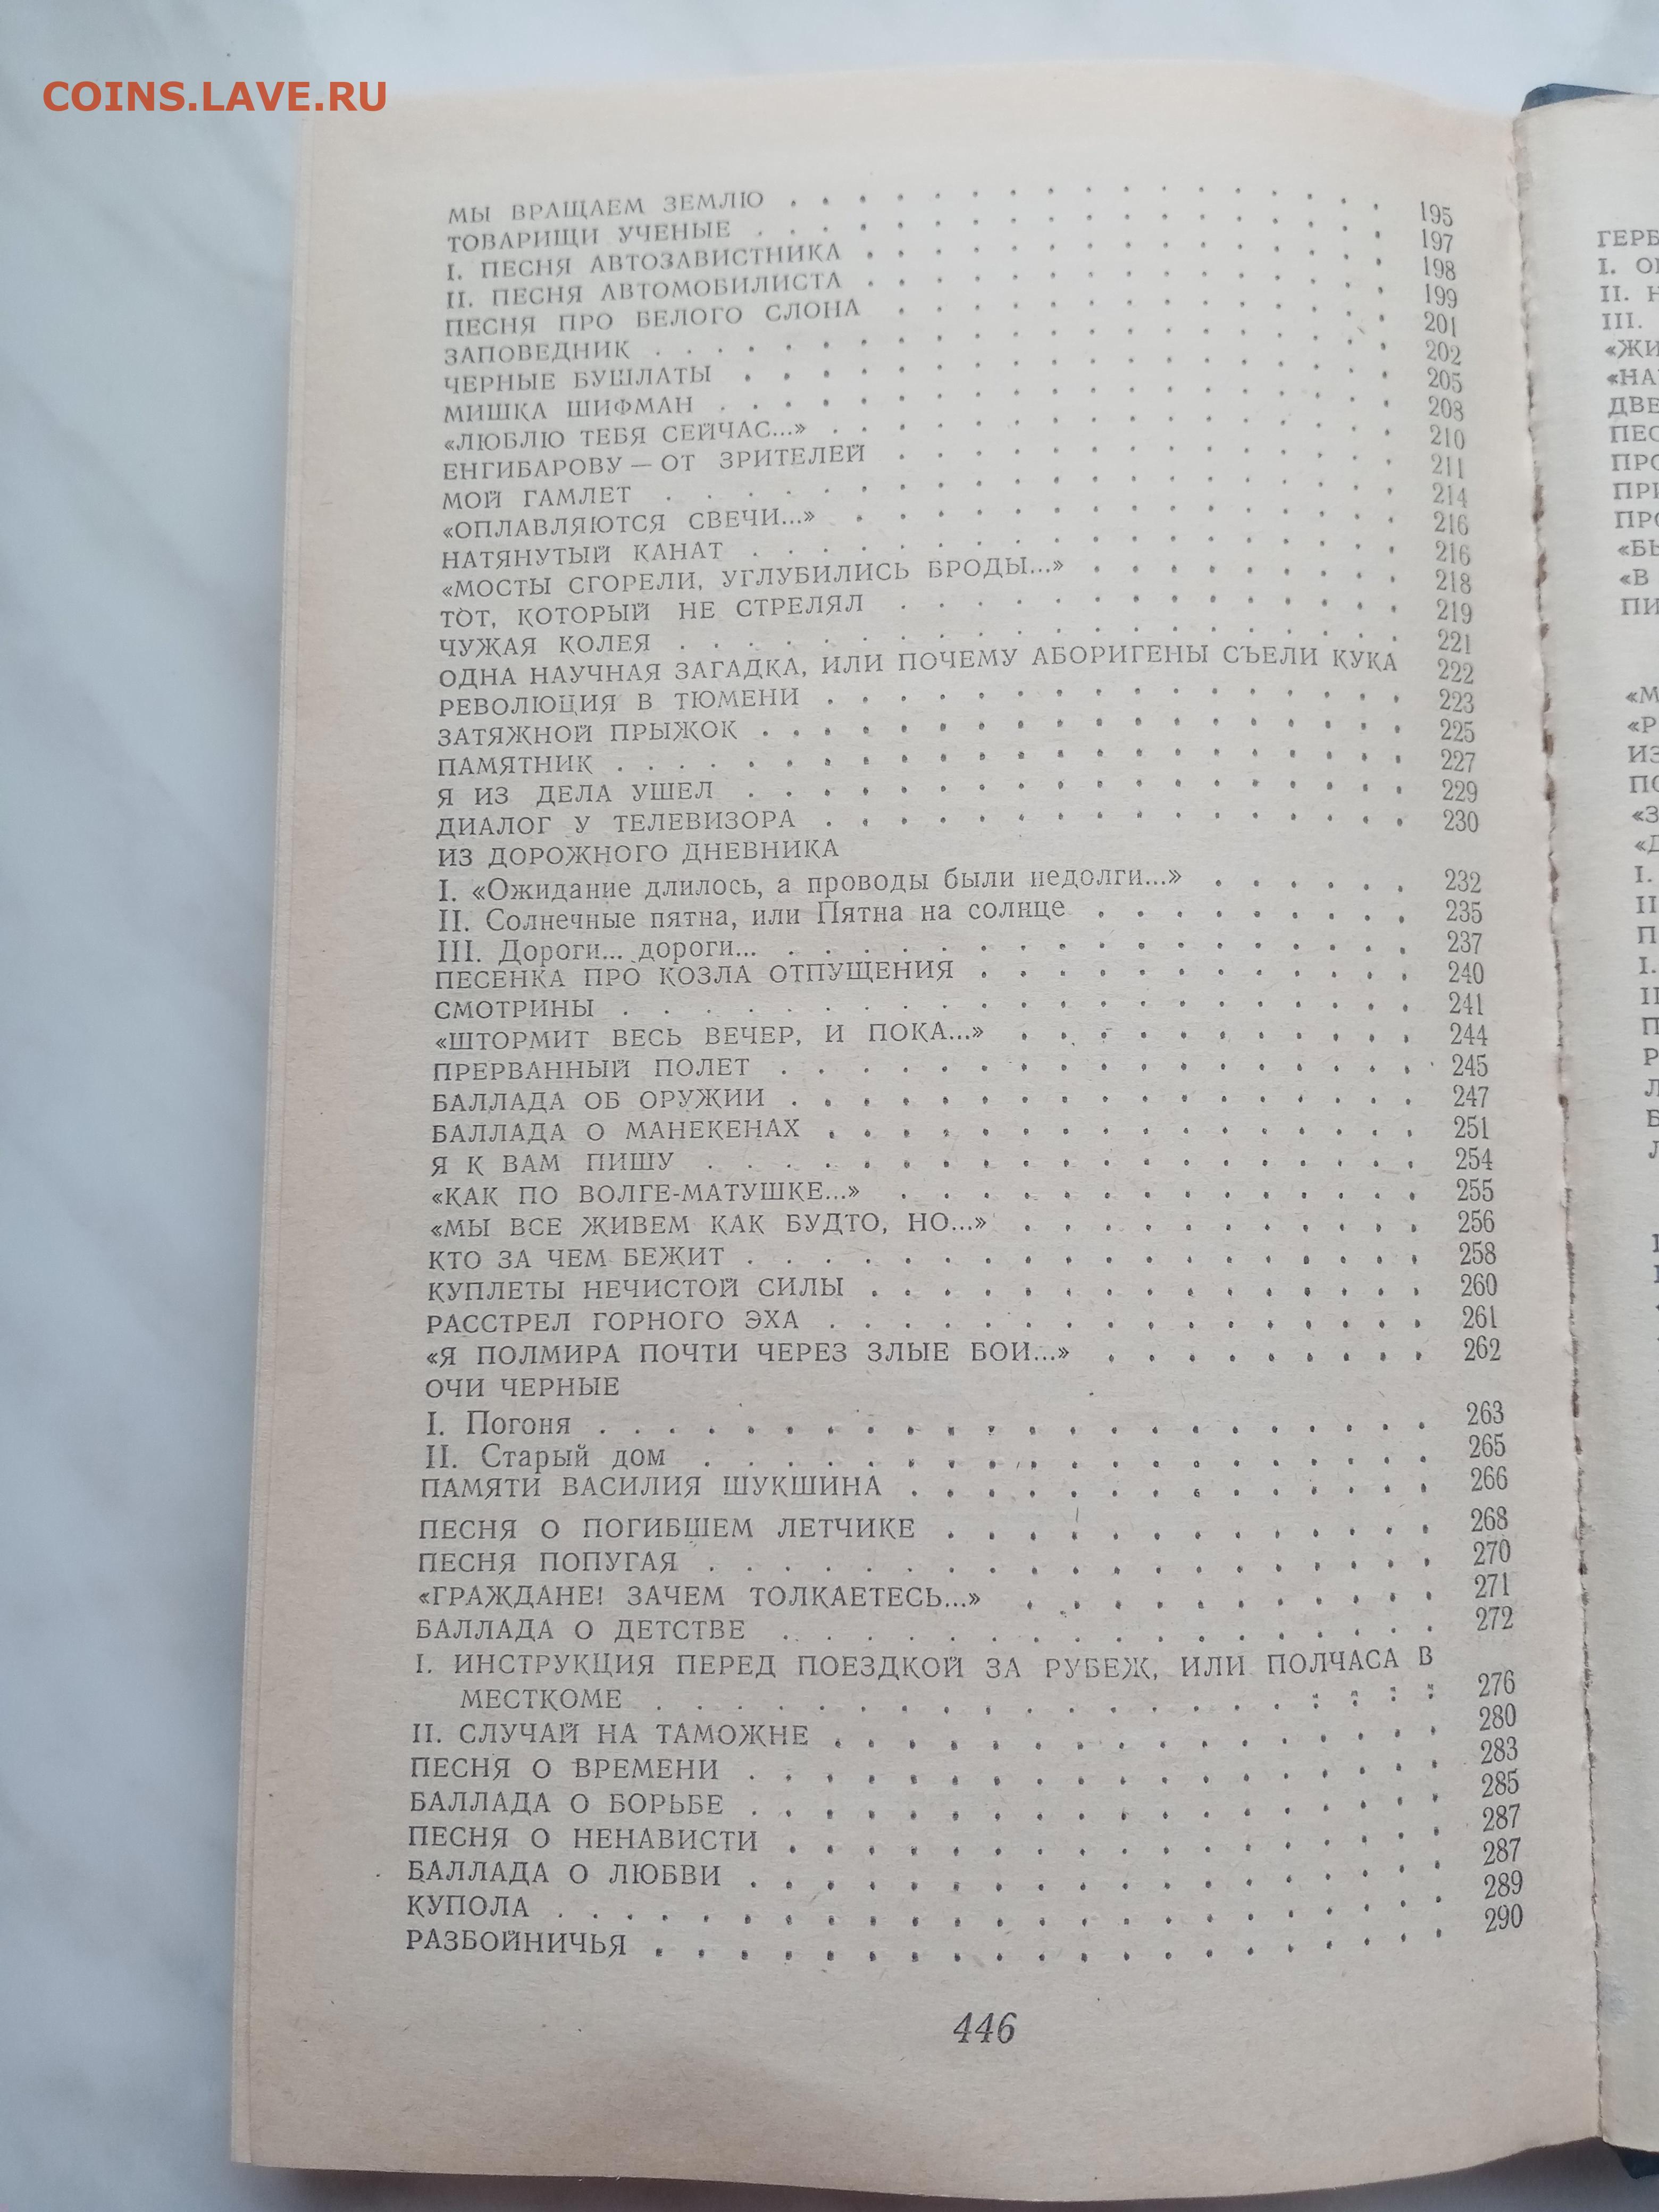 COINS.LAVE.RU
МЫ ВРАЩАЕМ ЗЕМЛЮ . . . . . . . . . . . . . . . . 195
ТОВАРИЩИ УЧЕНЫЕ . . . . . . . . . . . . . . . . 197
I. ПЕСНЯ АВТОЗАВИСТНИКА . . . . . . . . . . . . . . 198
II. ПЕСНЯ АВТОМОБИЛИСТА . . . . . . . . . . . . . . 199
ПЕСНЯ ПРО БЕЛОГО СЛОНА . . . . . . . . . . . . . 201
ЗАПОВЕДНИК . . . . . . . . . . . . . . . . . . 202
ЧЕРНЫЕ БУШЛАТЫ . . . . . . . . . . . . . . . . 205
МИШКА ШИФМАН . . . . . . . . . . . . . . . . . 208
«ЛЮБЛЮ ТЕБЯ СЕЙЧАС...» . . . . . . . . . . . . . . 210
ЕНГИБАРОВУ — ОТ ЗРИТЕЛЕЙ . . . . . . . . . . . . . 211
МОЙ ГАМЛЕТ . . . . . . . . . . . . . . . . . . 214
«ОПЛАВЛЯЮТСЯ СВЕЧИ...» . . . . . . . . . . . . . . 216
НАТЯНУТЫЙ КАНАТ . . . . . . . . . . . . . . . . 216
«МОСТЫ СГОРЕЛИ, УГЛУБИЛИСЬ БРОДЫ...» . . . . . . . . 218
ТОТ, КОТОРЫЙ НЕ СТРЕЛЯЛ . . . . . . . . . . . . . 219
ЧУЖАЯ КОЛЕЯ . . . . . . . . . . . . . . . . . . 221
ОДНА НАУЧНАЯ ЗАГАДКА, ИЛИ ПОЧЕМУ АБОРИГЕНЫ СЪЕЛИ КУКА 222
РЕВОЛЮЦИЯ В ТЮМЕНИ . . . . . . . . . . . . . . . 223
ЗАТЯЖНОЙ ПРЫЖОК . . . . . . . . . . . . . . . . 225
ПАМЯТНИК . . . . . . . . . . . . . . . . . . . 227
Я ИЗ ДЕЛА УШЕЛ . . . . . . . . . . . . . . . . . 229
ДИАЛОГ У ТЕЛЕВИЗОРА . . . . . . . . . . . . . . . 230
ИЗ ДОРОЖНОГО ДНЕВНИКА
I. «Ожидание длилось, а проводы были недолги...» . . . . . . 232
II. Солнечные пятна, или Пятна на солнце . . . . . . . . 235
III. Дороги... дороги... . . . . . . . . . . . . . . . . 237
ПЕСЕНКА ПРО КОЗЛА ОТПУЩЕНИЯ . . . . . . . . . . . 240
СМОТРИНЫ . . . . . . . . . . . . . . . . . . . 241
«ШТОРМИТ ВЕСЬ ВЕЧЕР, И ПОКА...» . . . . . . . . . . 244
ПРЕРВАННЫЙ ПОЛЕТ . . . . . . . . . . . . . . . . 245
БАЛЛАДА ОБ ОРУЖИИ . . . . . . . . . . . . . . . . 247
БАЛЛАДА О МАНЕКЕНАХ . . . . . . . . . . . . . . . 251
Я К ВАМ ПИШУ . . . . . . . . . . . . . . . . . . 254
«КАК ПО ВОЛГЕ-МАТУШКЕ...» . . . . . . . . . . . . . 255
«МЫ ВСЕ ЖИВЕМ КАК БУДТО, НО...» . . . . . . . . . . 256
КТО ЗА ЧЕМ БЕЖИТ . . . . . . . . . . . . . . . . 258
КУПЛЕТЫ НЕЧИСТОЙ СИЛЫ . . . . . . . . . . . . . . 260
РАССТРЕЛ ГОРНОГО ЭХА . . . . . . . . . . . . . . . 261
«Я ПОЛМИРА ПОЧТИ ЧЕРЕЗ ЗЛЫЕ БОИ...» . . . . . . . . 262
ОЧИ ЧЕРНЫЕ
I. Погоня . . . . . . . . . . . . . . . . . . . . 263
II. Старый дом . . . . . . . . . . . . . . . . . . 265
ПАМЯТИ ВАСИЛИЯ ШУКШИНА . . . . . . . . . . . . . 266
ПЕСНЯ О ПОГИБШЕМ ЛЕТЧИКЕ . . . . . . . . . . . . 268
ПЕСНЯ ПОПУГАЯ . . . . . . . . . . . . . . . . . . 270
«ГРАЖДАНЕ! ЗАЧЕМ ТОЛКАЕТЕСЬ...» . . . . . . . . . . 271
БАЛЛАДА О ДЕТСТВЕ . . . . . . . . . . . . . . . . 272
I. ИНСТРУКЦИЯ ПЕРЕД ПОЕЗДКОЙ ЗА РУБЕЖ, ИЛИ ПОЛЧАСА В
МЕСТКОМЕ . . . . . . . . . . . . . . . . . . . 276
II. СЛУЧАЙ НА ТАМОЖНЕ . . . . . . . . . . . . . . . 280
ПЕСНЯ О ВРЕМЕНИ . . . . . . . . . . . . . . . . . 283
БАЛЛАДА О БОРЬБЕ . . . . . . . . . . . . . . . . . 285
ПЕСНЯ О НЕНАВИСТИ . . . . . . . . . . . . . . . . 287
БАЛЛАДА О ЛЮБВИ . . . . . . . . . . . . . . . . . 287
КУПОЛА . . . . . . . . . . . . . . . . . . . . . 289
РАЗБОЙНИЧЬЯ . . . . . . . . . . . . . . . . . . . 290
446